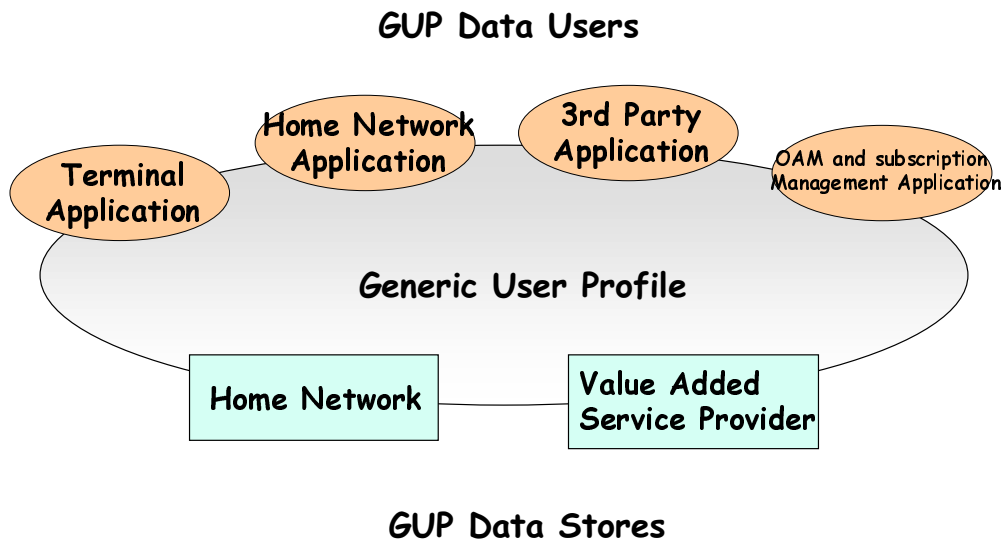 GUP Data Users
Home Network
Application
3rd Party
Application
Terminal
Application
OAM and subscription
Management Application
Generic User Profile
Home Network
Value Added
Service Provider
GUP Data Stores